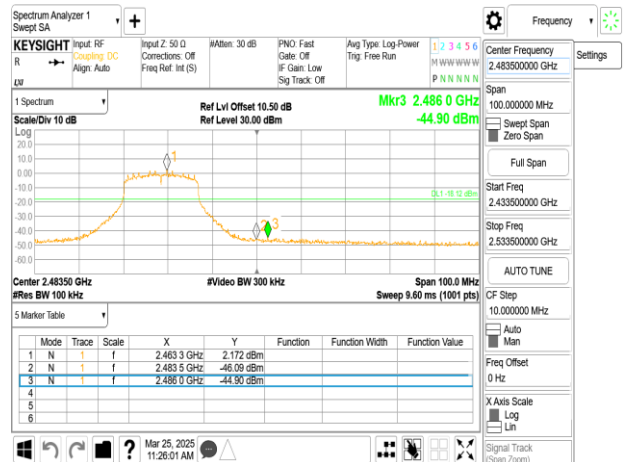 Spectrum Analyzer 1
Swept SA
Frequency
KEYSIGHT
R
Input: RF
Coupling: DC
Align: Auto
Input Z: 50 Ω
Corrections: Off
Freq Ref: Int (S)
#Atten: 30 dB
PNO: Fast
Gate: Off
IF Gain: Low
Sig Track: Off
Avg Type: Log-Power
Trig: Free Run
1 2 3 4 5 6
M W W W W W
P N N N N N
Settings
Center Frequency
2.483500000 GHz
Span
100.000000 MHz
Swept Span
Zero Span
Full Span
Start Freq
2.433500000 GHz
Stop Freq
2.533500000 GHz
AUTO TUNE
CF Step
10.000000 MHz
Auto
Man
Freq Offset
0 Hz
X Axis Scale
Log
Lin
Signal Track
(Span Zoom)
1 Spectrum
Scale/Div 10 dB
Log
Ref Lvl Offset 10.50 dB
Ref Level 30.00 dBm
Mkr3 2.486 0 GHz
-44.90 dBm
20.0
10.0
0.00
-10.0
-20.0
-30.0
-40.0
-50.0
-60.0
1
2
3
Center 2.48350 GHz
#Res BW 100 kHz
#Video BW 300 kHz
Span 100.0 MHz
Sweep 9.60 ms (1001 pts)
5 Marker Table
Mode Trace Scale X Y Function Function Width Function Value
1 N 1 f 2.463 3 GHz 2.172 dBm
2 N 1 f 2.483 5 GHz -46.09 dBm
3 N 1 f 2.486 0 GHz -44.90 dBm
4
5
6
?
Mar 25, 2025
11:26:01 AM